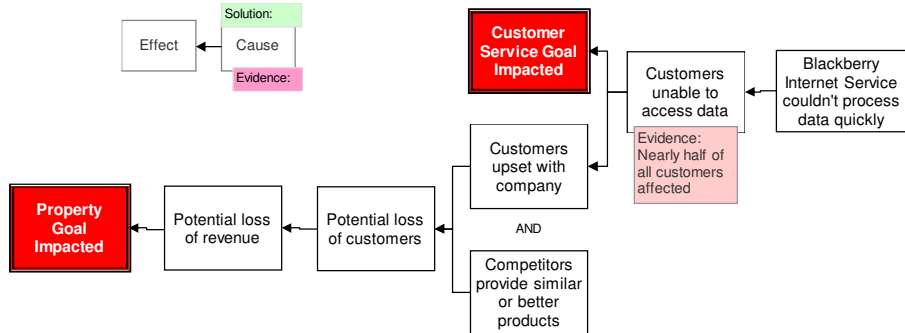 Solution:
Effect
Cause
Evidence:
Customer
Service Goal
Impacted
Customers
unable to
access data
Blackberry
Internet Service
couldn't process
data quickly
Evidence:
Nearly half of
all customers
affected
Customers
upset with
company
Property
Goal
Impacted
Potential loss
of revenue
Potential loss
of customers
AND
Competitors
provide similar
or better
products